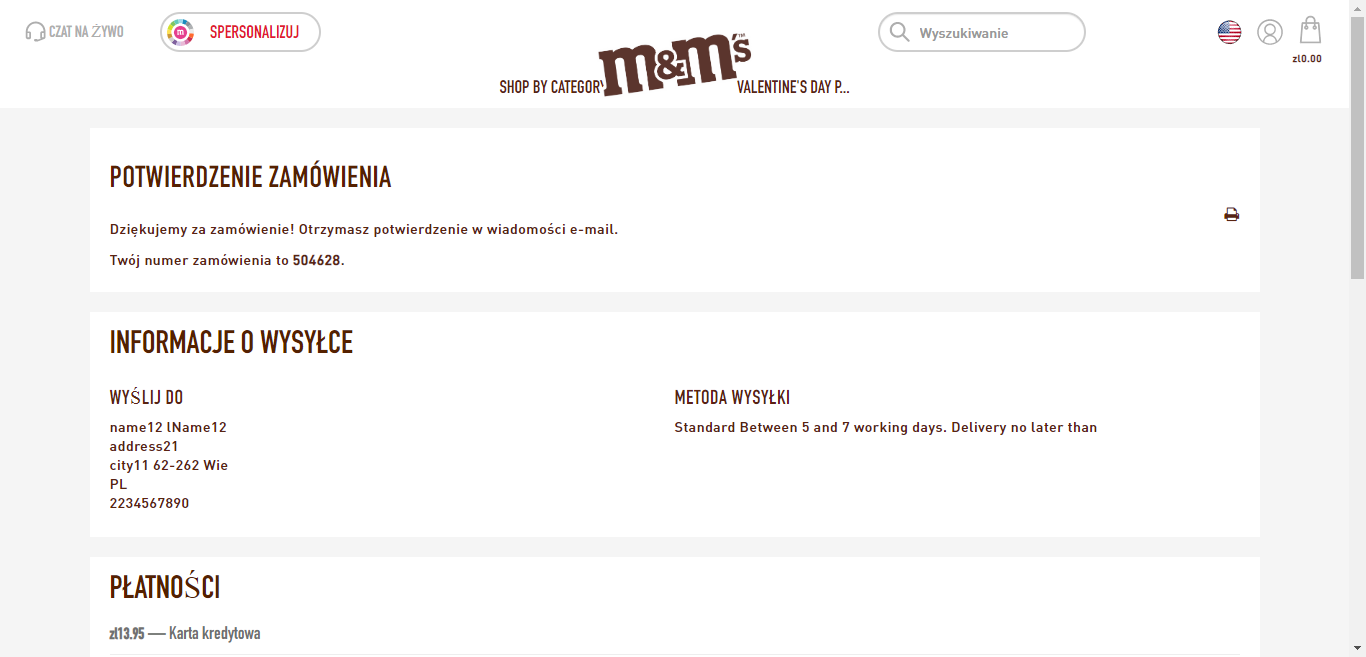 CZAT NA ŻYWO
SPERSONALIZUJ
m
m&m's™
Wyszukiwanie
zł0.00
SHOP BY CATEGORY
VALENTINE'S DAY P...
POTWIERDZENIE ZAMÓWIENIA
Dziękujemy za zamówienie! Otrzymasz potwierdzenie w wiadomości e-mail.
Twój numer zamówienia to 504628.
INFORMACJE O WYSYŁCE
WYŚLIJ DO
name12 lName12
address21
city11 62-262 Wie
PL
2234567890
METODA WYSYŁKI
Standard Between 5 and 7 working days. Delivery no later than
PŁATNOŚCI
zł13.95 — Karta kredytowa